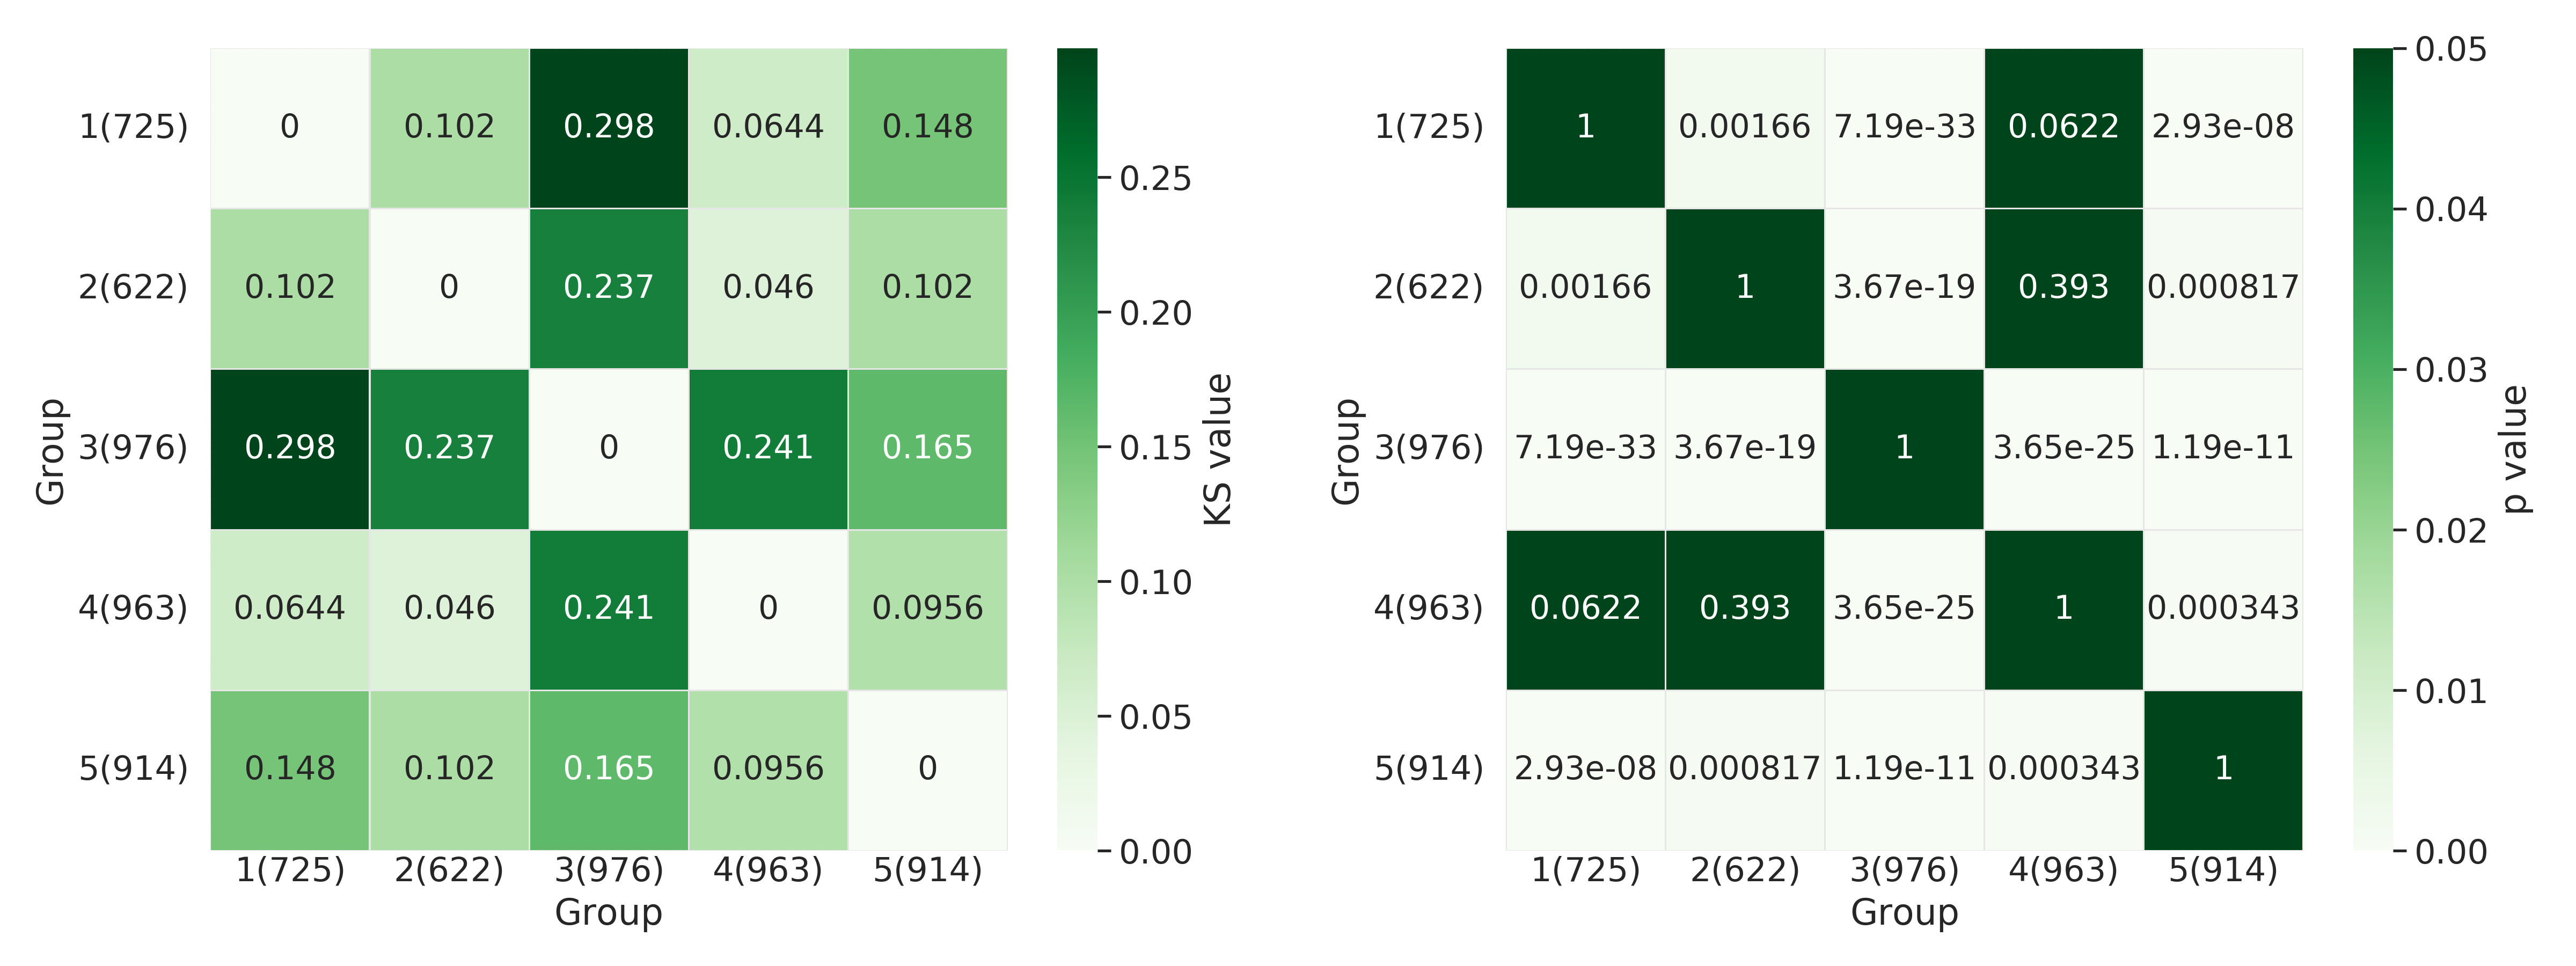 1(725) 0 0.102 0.298 0.0644 0.148
2(622) 0.102 0 0.237 0.046 0.102
3(976) 0.298 0.237 0 0.241 0.165
4(963) 0.0644 0.046 0.241 0 0.0956
5(914) 0.148 0.102 0.165 0.0956 0
1(725) 2(622) 3(976) 4(963) 5(914)
Group
Group
0.25
0.20
0.15
0.10
0.05
0.00
KS value
1(725) 1 0.00166 7.19e-33 0.0622 2.93e-08
2(622) 0.00166 1 3.67e-19 0.393 0.000817
3(976) 7.19e-33 3.67e-19 1 3.65e-25 1.19e-11
4(963) 0.0622 0.393 3.65e-25 1 0.000343
5(914) 2.93e-08 0.000817 1.19e-11 0.000343 1
1(725) 2(622) 3(976) 4(963) 5(914)
Group
Group
0.05
0.04
0.03
0.02
0.01
0.00
p value